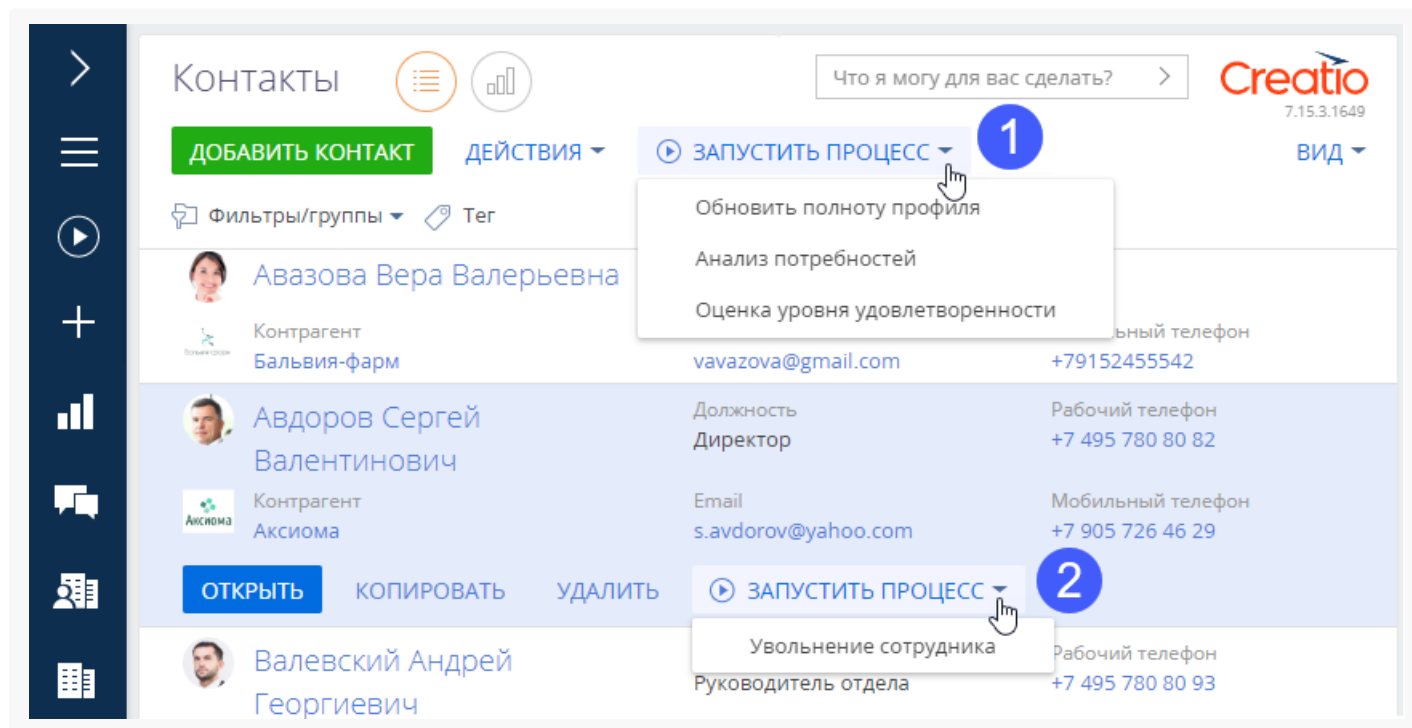 Контакты
Что я могу для вас сделать?
Creatio
7.15.3.1649
ДОБАВИТЬ КОНТАКТ
ДЕЙСТВИЯ
ЗАПУСТИТЬ ПРОЦЕСС
1
ВИД
Фильтры/группы
Тег
Обновить полноту профиля
Анализ потребностей
Оценка уровня удовлетворенности
Авазова Вера Валерьевна
Контрагент
Бальвия-фарм
vavazova@gmail.com
телефон
+79152455542
Авдоров Сергей
Валентинович
Должность
Директор
Рабочий телефон
+7 495 780 80 82
Аксиома
Контрагент
Аксиома
Email
s.avdorov@yahoo.com
Мобильный телефон
+7 905 726 46 29
ОТКРЫТЬ
КОПИРОВАТЬ
УДАЛИТЬ
ЗАПУСТИТЬ ПРОЦЕСС
2
Увольнение сотрудника
Валевский Андрей
Георгиевич
Руководитель отдела
Рабочий телефон
+7 495 780 80 93